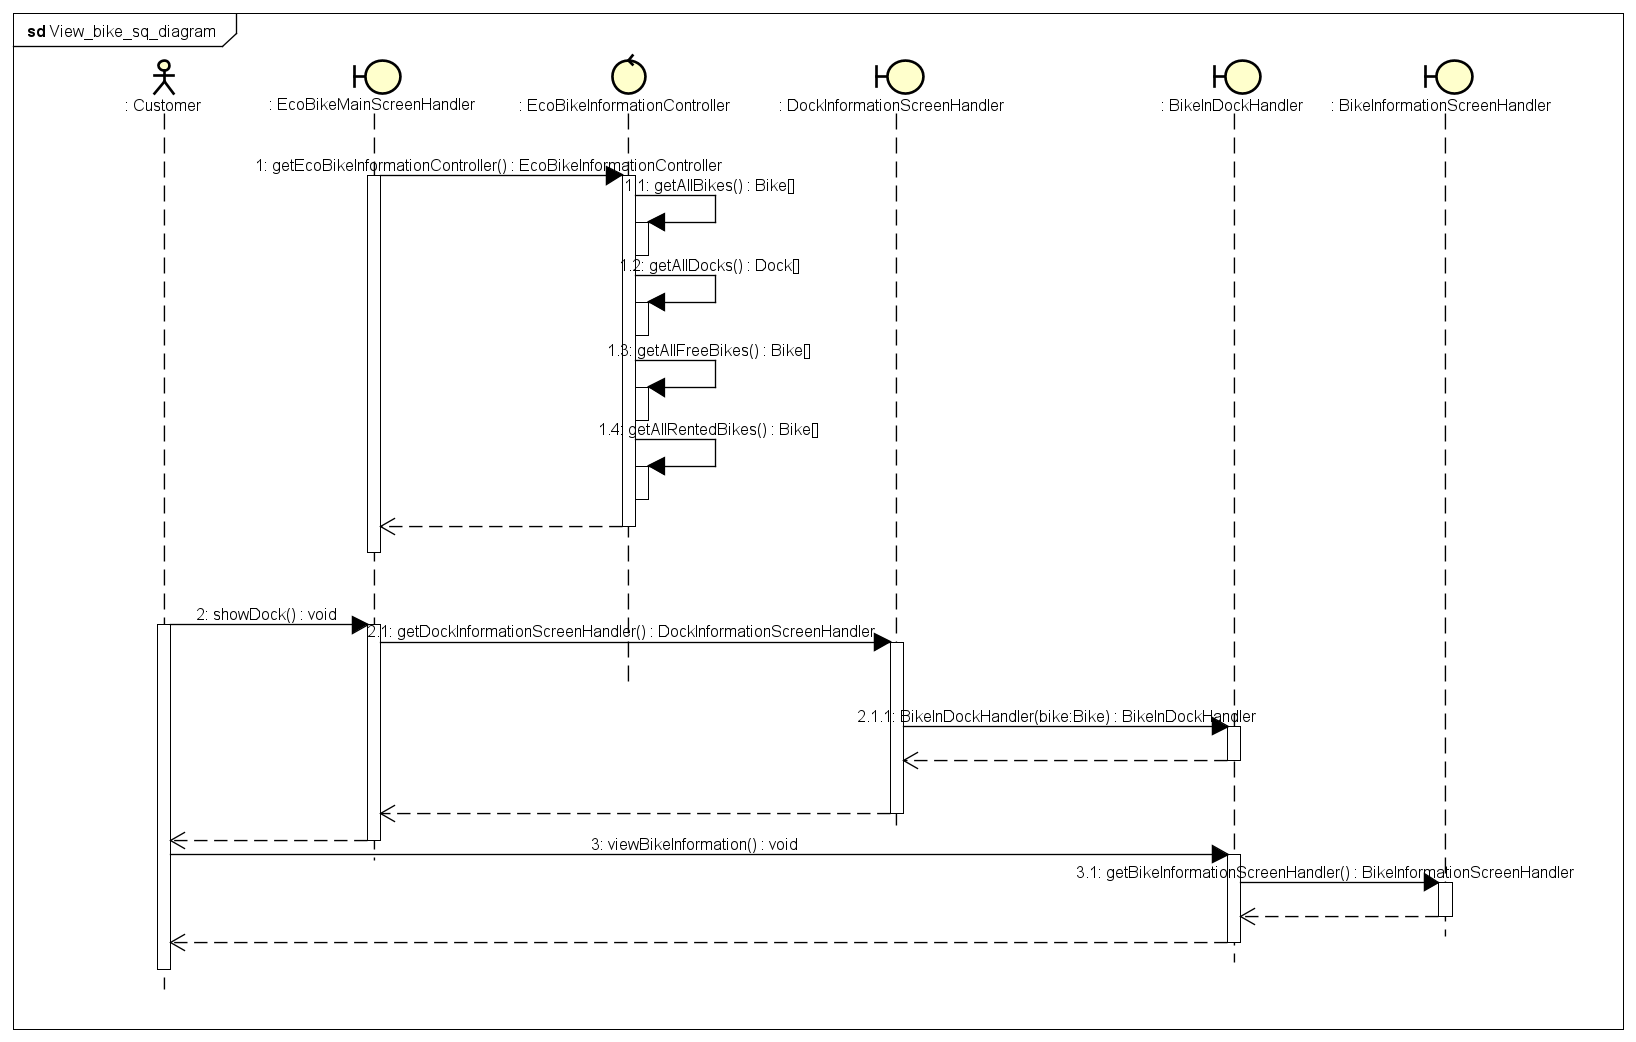 sd View_bike_sq_diagram
: Customer
: EcoBikeMainScreenHandler
: EcoBikeInformationController
: DockInformationScreenHandler
: BikeInDockHandler
: BikeInformationScreenHandler
1: getEcoBikeInformationController() : EcoBikeInformationController
1.1: getAllBikes() : Bike[]
1.2: getAllDocks() : Dock[]
1.3: getAllFreeBikes() : Bike[]
1.4: getAllRentedBikes() : Bike[]
2: showDock() : void
2.1: getDockInformationScreenHandler() : DockInformationScreenHandler
2.1.1: BikeInDockHandler(bike:Bike) : BikeInDockHandler
3: viewBikeInformation() : void
3.1: getBikeInformationScreenHandler() : BikeInformationScreenHandler